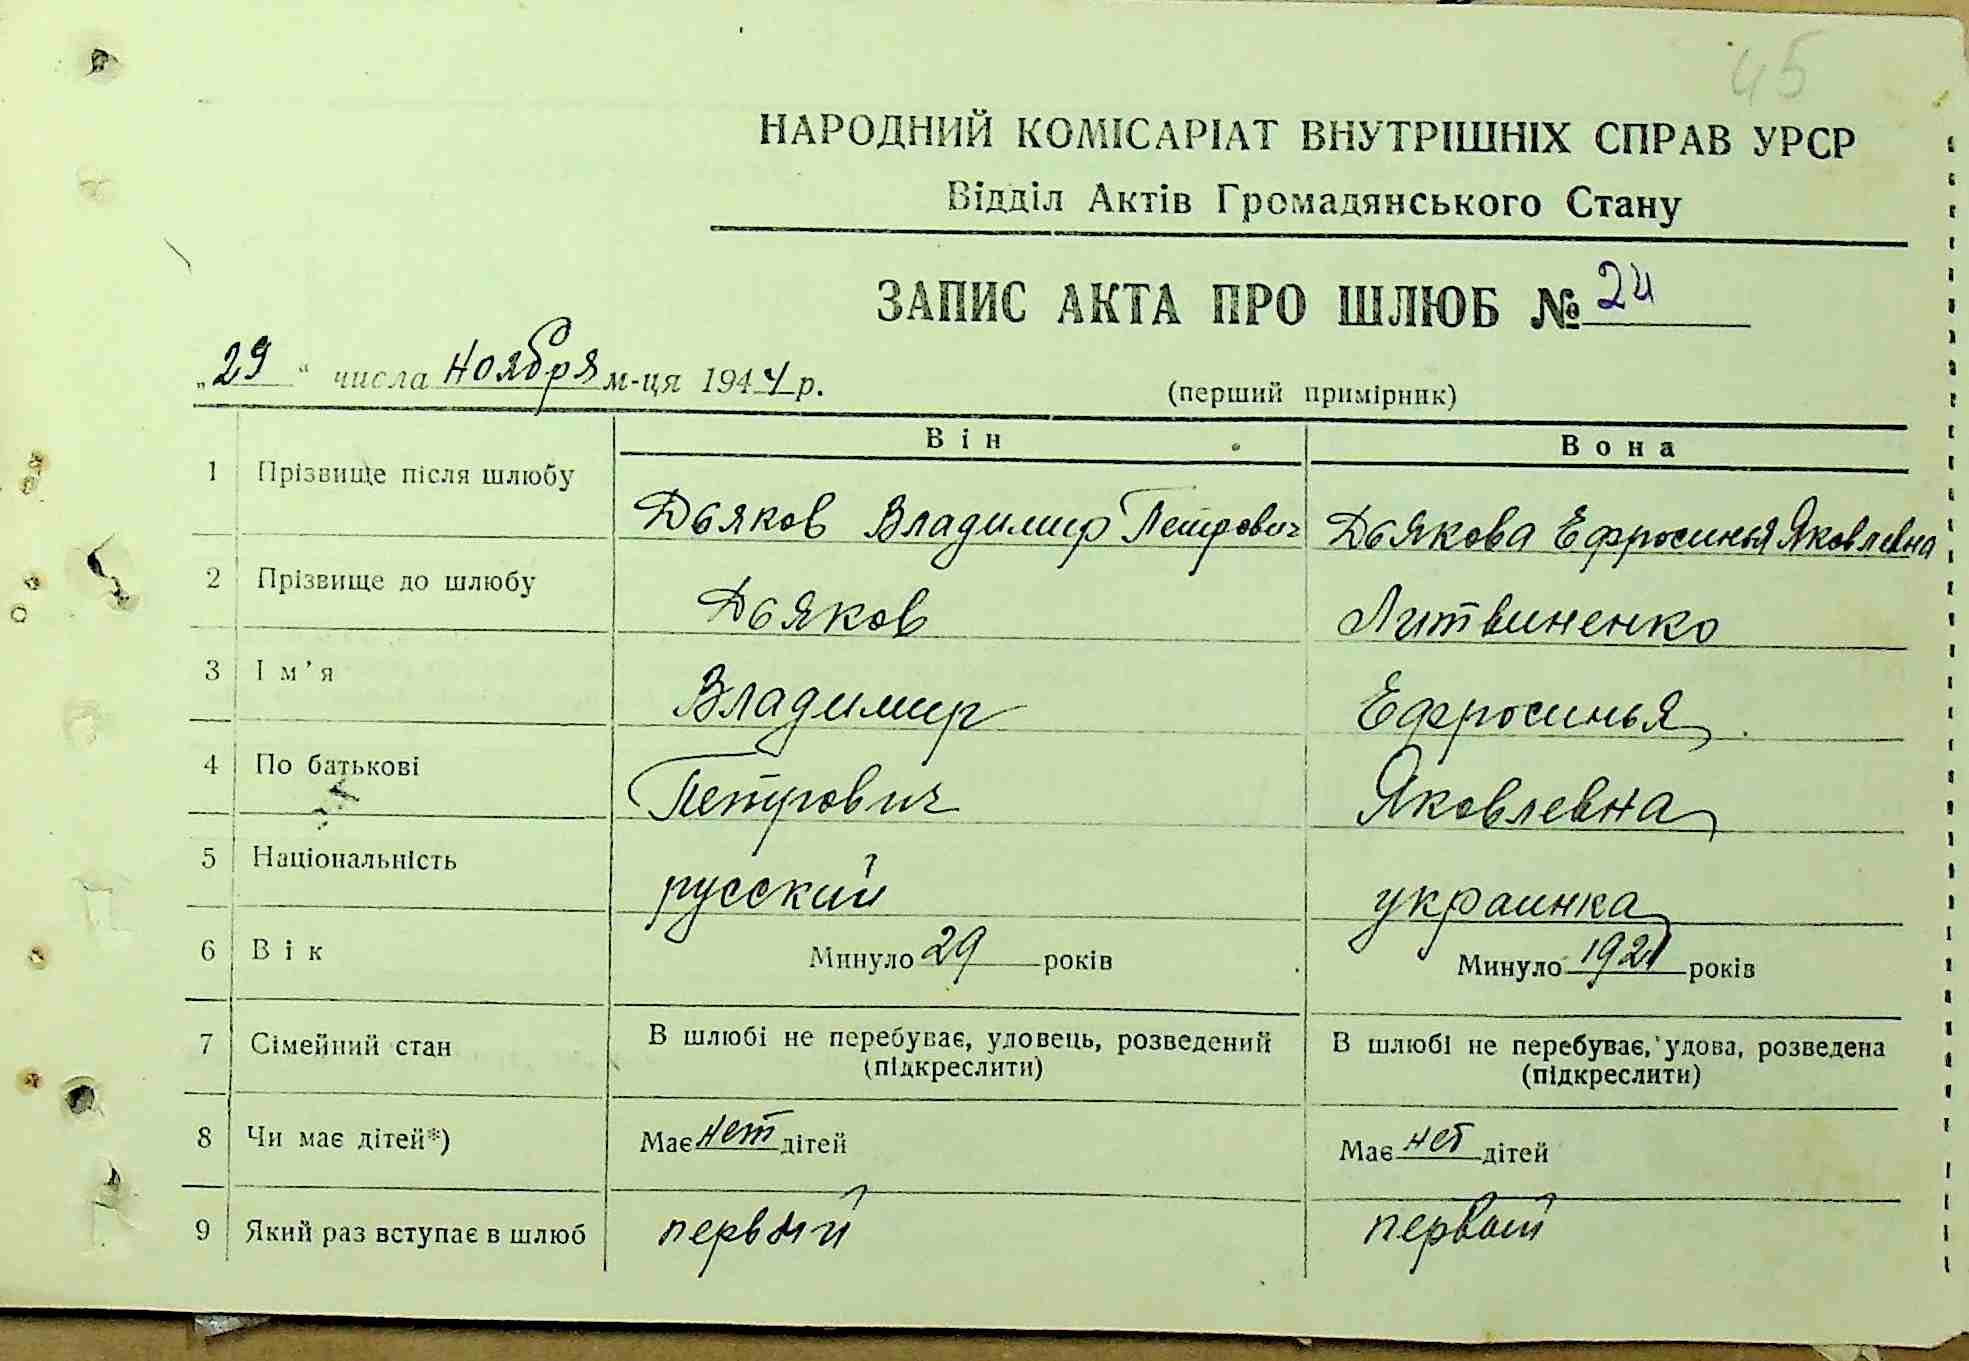 45
НАРОДНИЙ КОМІСАРІАТ ВНУТРІШНІХ СПРАВ УРСР
Відділ Актів Громадянського Стану
ЗАПИС АКТА ПРО ШЛЮБ № 24
„29“ числа ноября м-ця 1944 р.
(перший примірник)
Він Вона
1 Прізвище після шлюбу Дьяков Владимир Петрович Дьякова Ефросинья Яковлевна
2 Прізвище до шлюбу Дьяков Литвиненко
3 Ім’я Владимир Ефросинья
4 По батькові Петрович Яковлевна
5 Національність русский украинка
6 Вік Минуло 29 років Минуло 1921 років
7 Сімейний стан В шлюбі не перебуває, удовець, розведений В шлюбі не перебуває, удова, розведена
(підкреслити) (підкреслити)
8 Чи має дітей*) Має нет дітей Має нет дітей
9 Який раз вступає в шлюб первый первый